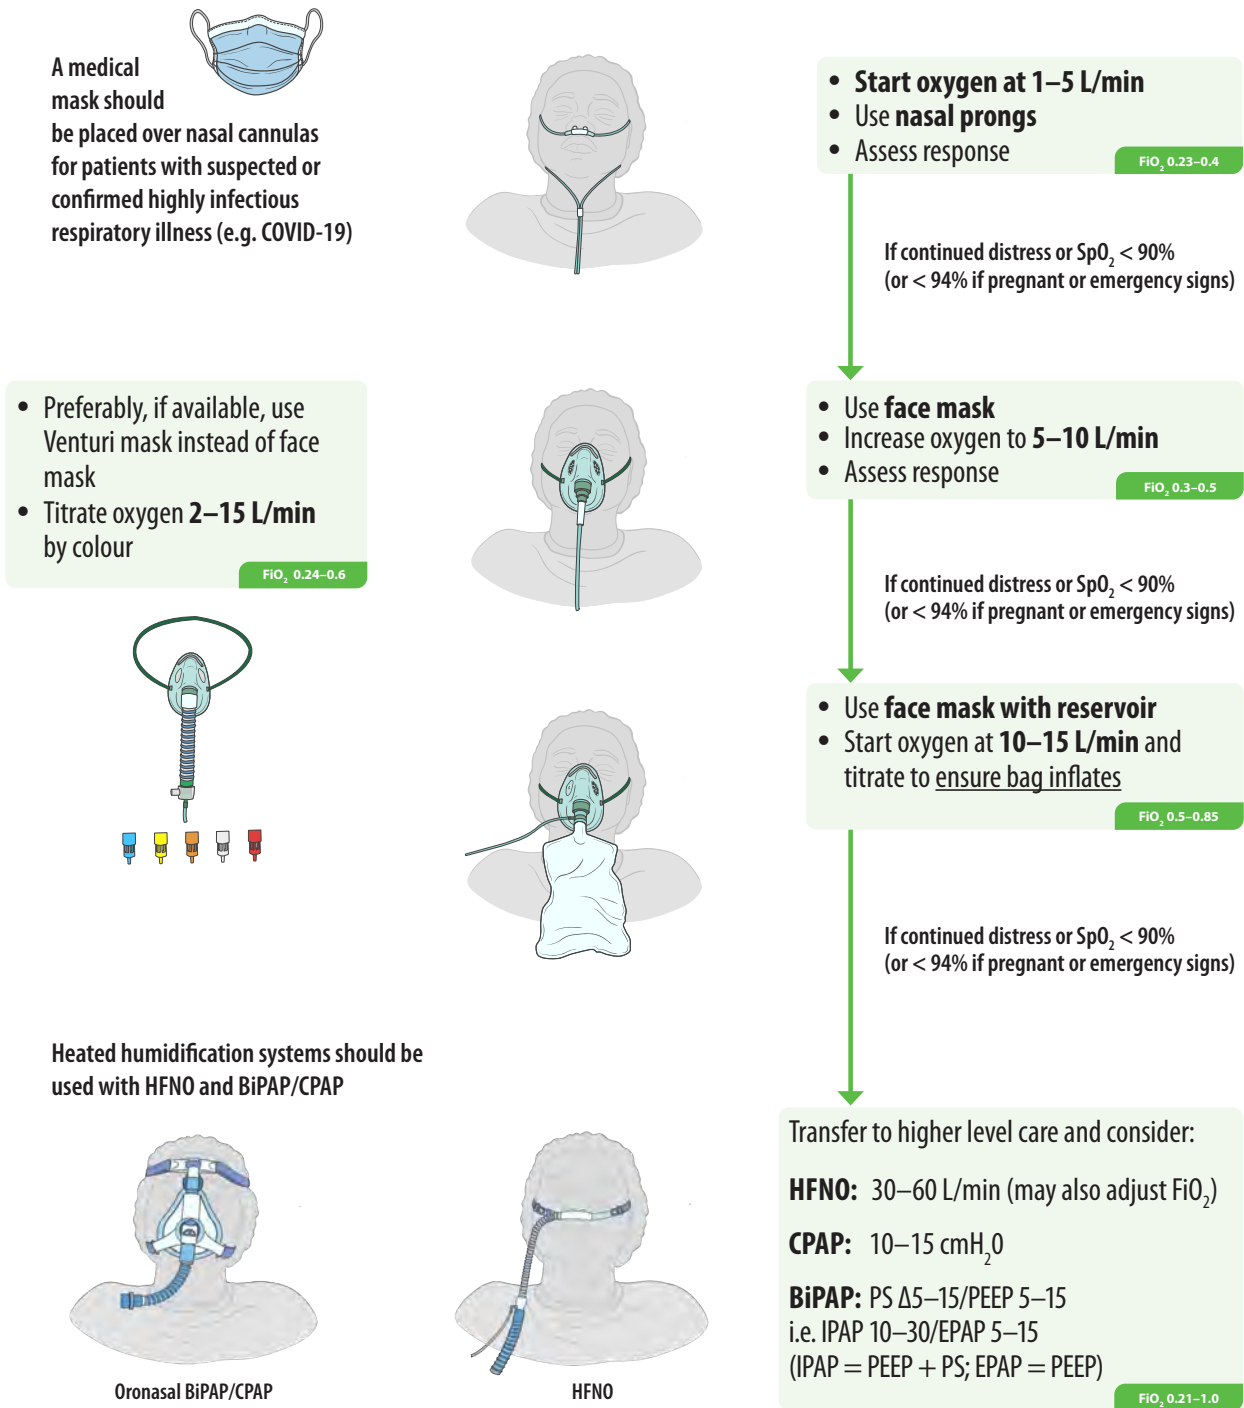 A medical
mask should
be placed over nasal cannulas
for patients with suspected or
confirmed highly infectious
respiratory illness (e.g. COVID-19)
• Start oxygen at 1–5 L/min
• Use nasal prongs
• Assess response
FiO₂ 0.23–0.4
If continued distress or SpO₂ < 90%
(or < 94% if pregnant or emergency signs)
• Preferably, if available, use
Venturi mask instead of face
mask
• Titrate oxygen 2–15 L/min
by colour
FiO₂ 0.24–0.6
• Use face mask
• Increase oxygen to 5–10 L/min
• Assess response
FiO₂ 0.3–0.5
If continued distress or SpO₂ < 90%
(or < 94% if pregnant or emergency signs)
• Use face mask with reservoir
• Start oxygen at 10–15 L/min and
titrate to ensure bag inflates
FiO₂ 0.5–0.85
If continued distress or SpO₂ < 90%
(or < 94% if pregnant or emergency signs)
Heated humidification systems should be
used with HFNO and BiPAP/CPAP
Oronasal BiPAP/CPAP
HFNO
Transfer to higher level care and consider:
HFNO: 30–60 L/min (may also adjust FiO₂)
CPAP: 10–15 cmH₂0
BiPAP: PS Δ5–15/PEEP 5–15
i.e. IPAP 10–30/EPAP 5–15
(IPAP = PEEP + PS; EPAP = PEEP)
FiO₂ 0.21–1.0